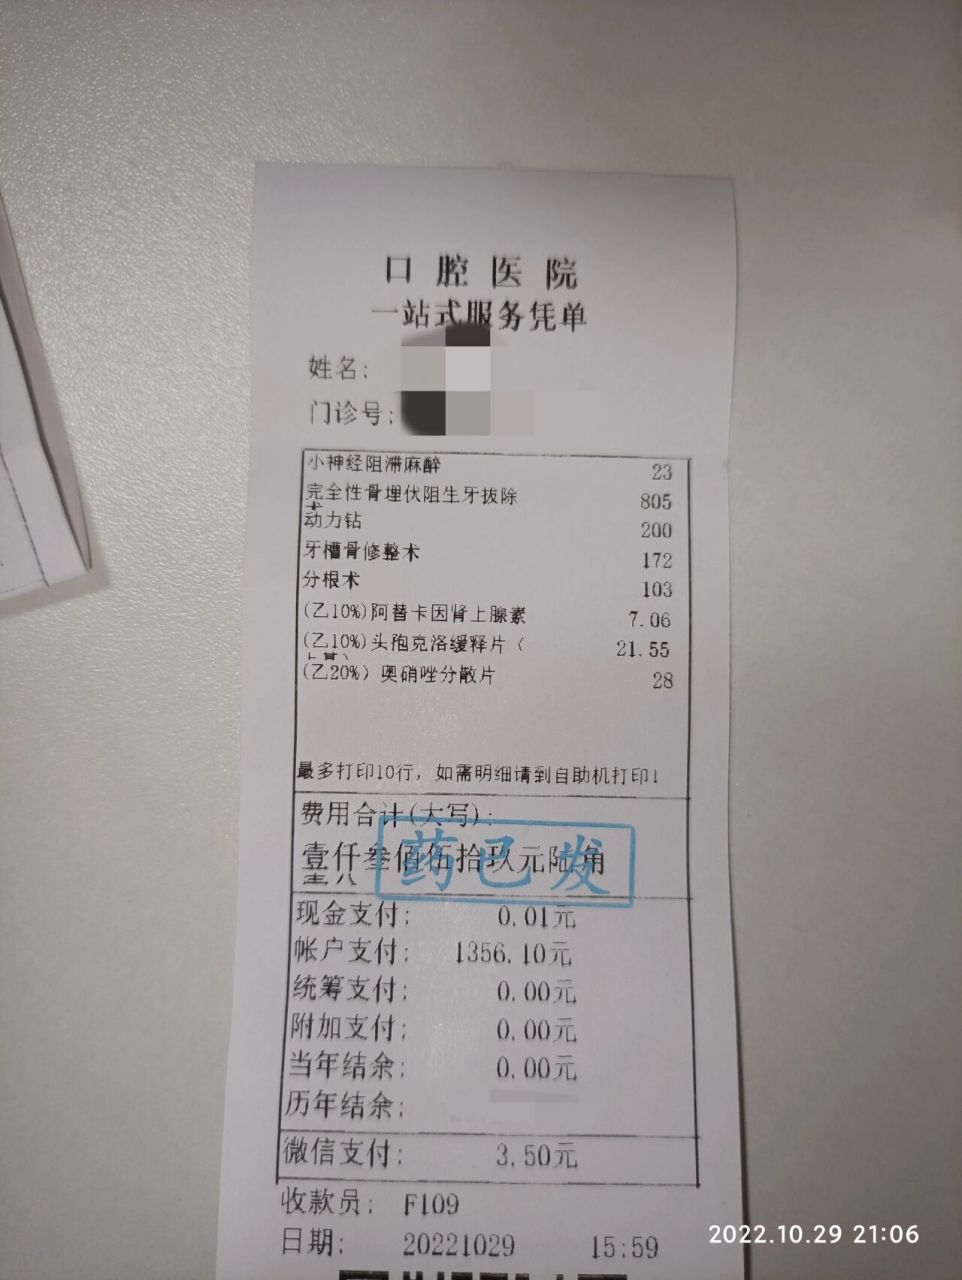 口腔医院
一站式服务凭单
姓名:
门诊号:
小神经阻滞麻醉 23
完全性骨埋伏阻生牙拔除 805
术
动力钻 200
牙槽骨修整术 172
分根术 103
(乙10%)阿替卡因肾上腺素 7.06
(乙10%)头孢克洛缓释片( 21.55
(乙20%) 奥硝唑分散片 28
最多打印10行, 如需明细请到自助机打印!
费用合计(大写):
壹仟叁佰伍拾玖元陆角
药已发
现金支付: 0.01元
帐户支付: 1356.10元
统筹支付: 0.00元
附加支付: 0.00元
当年结余: 0.00元
历年结余:
微信支付: 3.50元
收款员: F109
日期: 20221029 15:59
2022.10.29 21:06